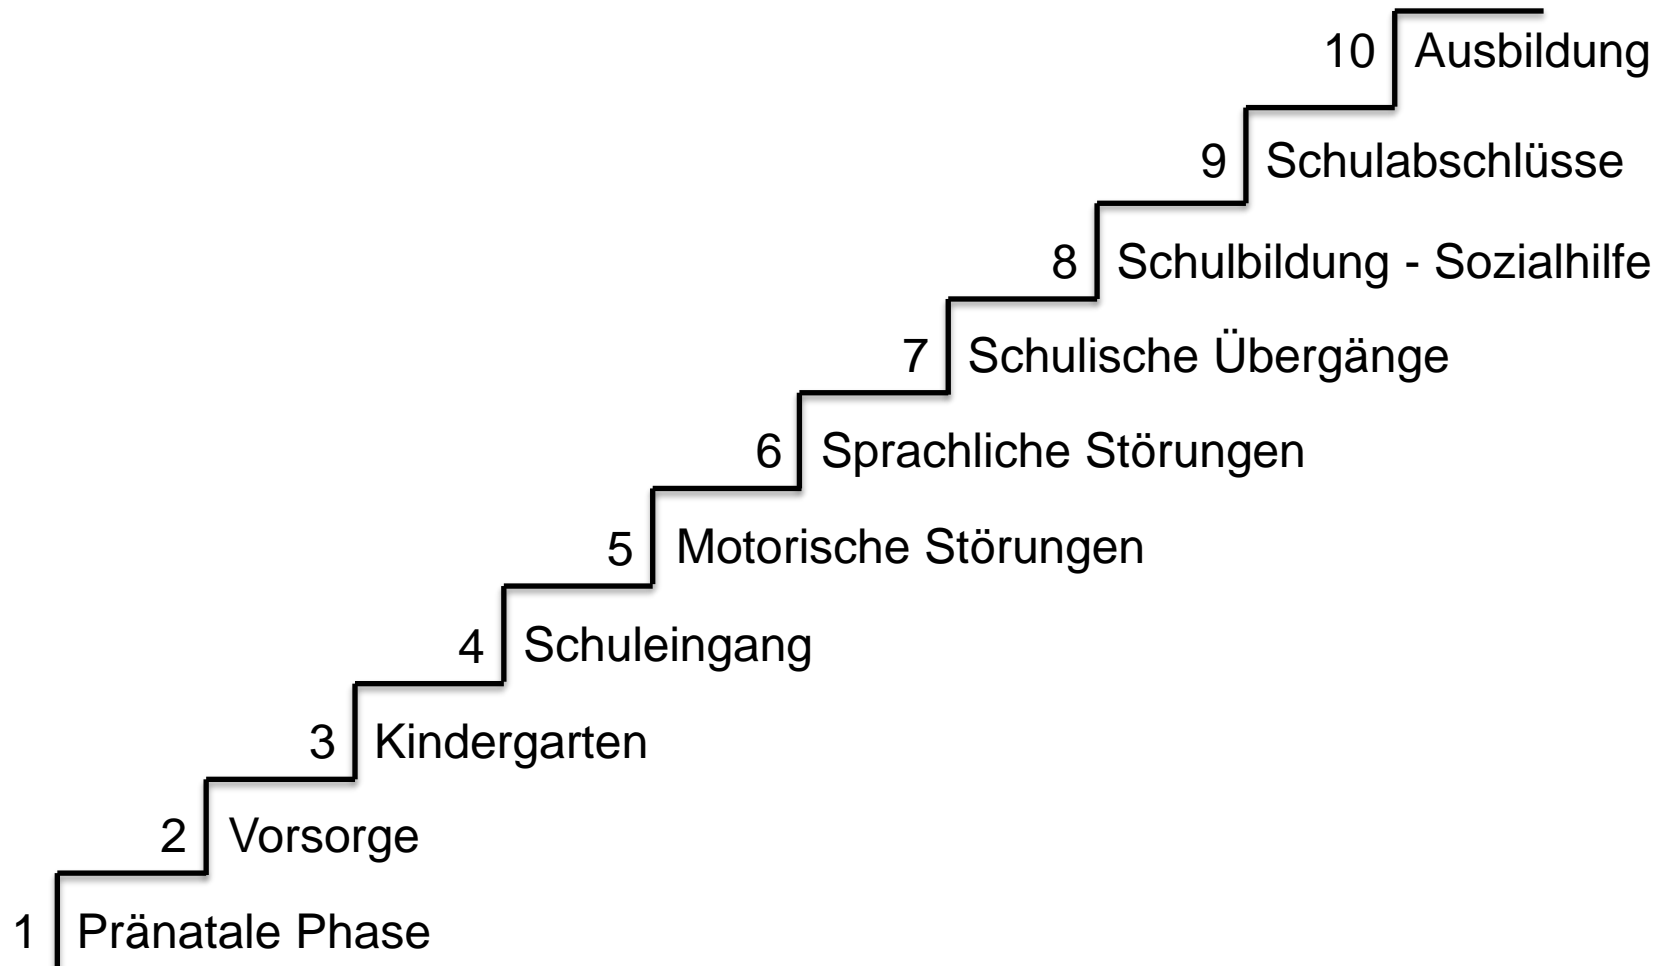 10 Ausbildung
9 Schulabschlüsse
8 Schulbildung - Sozialhilfe
7 Schulische Übergänge
6 Sprachliche Störungen
5 Motorische Störungen
4 Schuleingang
3 Kindergarten
2 Vorsorge
1 Pränatale Phase